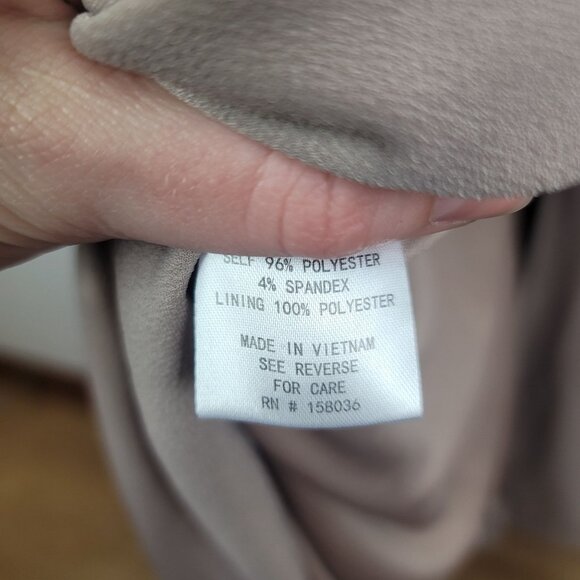 SELF 96% POLYESTER
4% SPANDEX
LINING 100% POLYESTER
MADE IN VIETNAM
SEE REVERSE
FOR CARE
RN # 158036